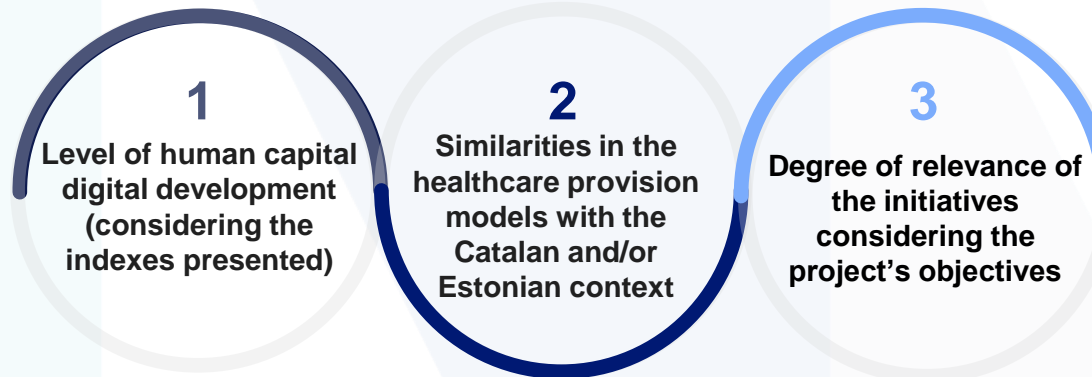 1
Level of human capital
digital development
(considering the
indexes presented)
2
Similarities in the
healthcare provision
models with the
Catalan and/or
Estonian context
3
Degree of relevance of
the initiatives
considering the
project's objectives